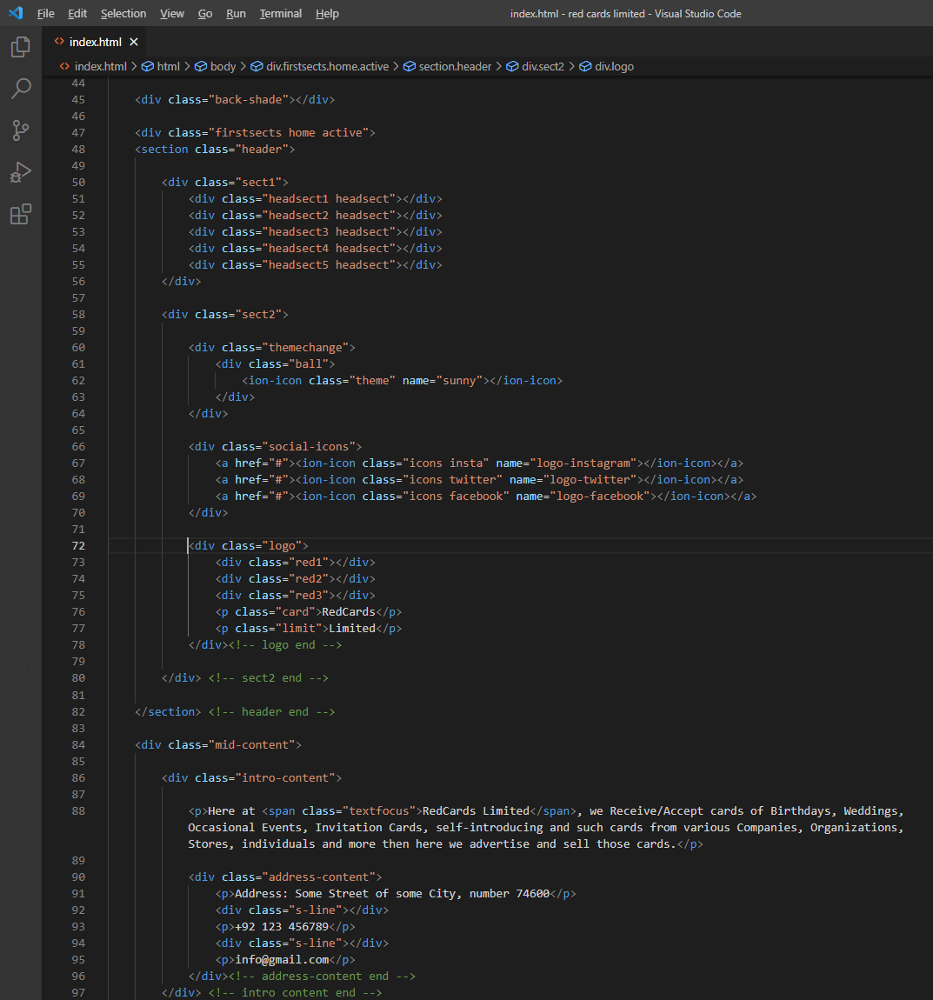 File Edit Selection View Go Run Terminal Help index.html - red cards limited - Visual Studio Code
<> index.html ×
<> index.html > html > body > div.firstsects.home.active > section.header > div.sect2 > div.logo
44
45 <div class="back-shade"></div>
46
47 <div class="firstsects home active">
48 <section class="header">
49
50 <div class="sect1">
51 <div class="headsect1 headsect"></div>
52 <div class="headsect2 headsect"></div>
53 <div class="headsect3 headsect"></div>
54 <div class="headsect4 headsect"></div>
55 <div class="headsect5 headsect"></div>
56 </div>
57
58 <div class="sect2">
59
60 <div class="themechange">
61 <div class="ball">
62 <ion-icon class="theme" name="sunny"></ion-icon>
63 </div>
64 </div>
65
66 <div class="social-icons">
67 <a href="#"><ion-icon class="icons insta" name="logo-instagram"></ion-icon></a>
68 <a href="#"><ion-icon class="icons twitter" name="logo-twitter"></ion-icon></a>
69 <a href="#"><ion-icon class="icons facebook" name="logo-facebook"></ion-icon></a>
70 </div>
71
72 <div class="logo">
73 <div class="red1"></div>
74 <div class="red2"></div>
75 <div class="red3"></div>
76 <p class="card">RedCards</p>
77 <p class="limit">Limited</p>
78 </div><!-- logo end -->
79
80 </div> <!-- sect2 end -->
81
82 </section> <!-- header end -->
83
84 <div class="mid-content">
85
86 <div class="intro-content">
87
88 <p>Here at <span class="textfocus">RedCards Limited</span>, we Receive/Accept cards of Birthdays, Weddings,
Occasional Events, Invitation Cards, self-introducing and such cards from various Companies, Organizations,
Stores, individuals and more then here we advertise and sell those cards.</p>
89
90 <div class="address-content">
91 <p>Address: Some Street of some City, number 74600</p>
92 <div class="s-line"></div>
93 <p>+92 123 456789</p>
94 <div class="s-line"></div>
95 <p>info@gmail.com</p>
96 </div><!-- address-content end -->
97 </div> <!-- intro content end -->